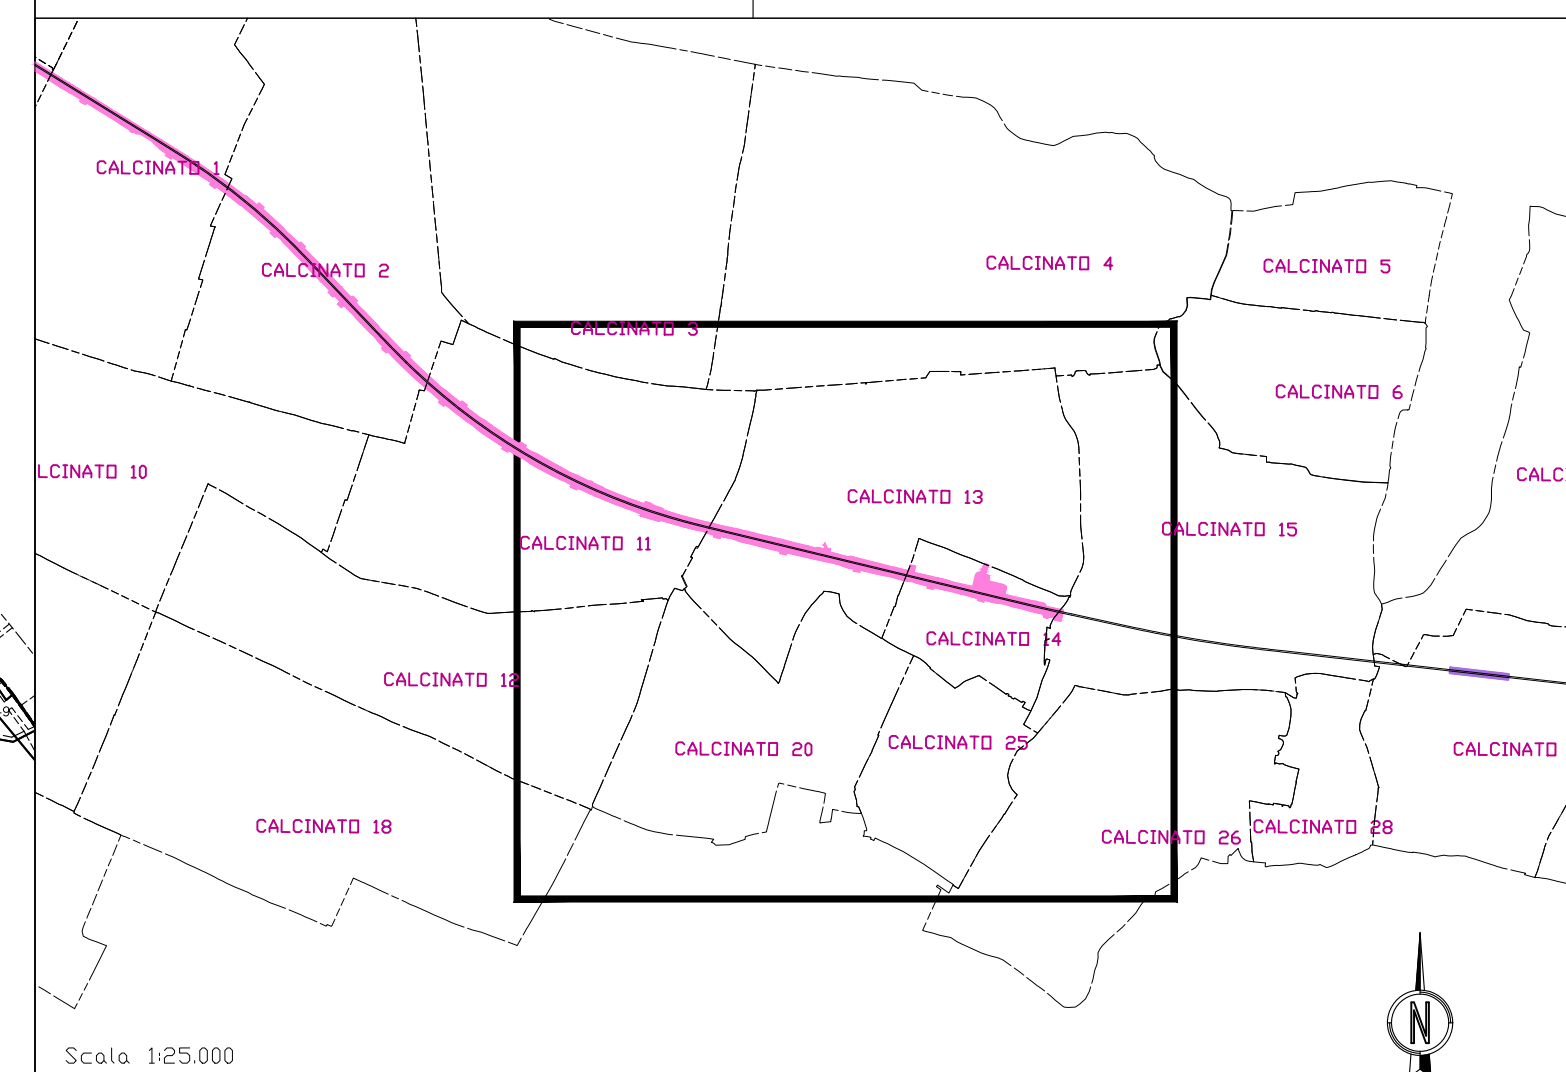 CALCINATO 1
CALCINATO 2
CALCINATO 4
CALCINATO 5
CALCINATO 3
CALCINATO 6
LCINATO 10
CALC
CALCINATO 13
CALCINATO 15
CALCINATO 11
CALCINATO 14
CALCINATO 12
CALCINATO 20
CALCINATO 25
CALCINATO
CALCINATO 18
CALCINATO 26
CALCINATO 28
N
Scala 1:25.000